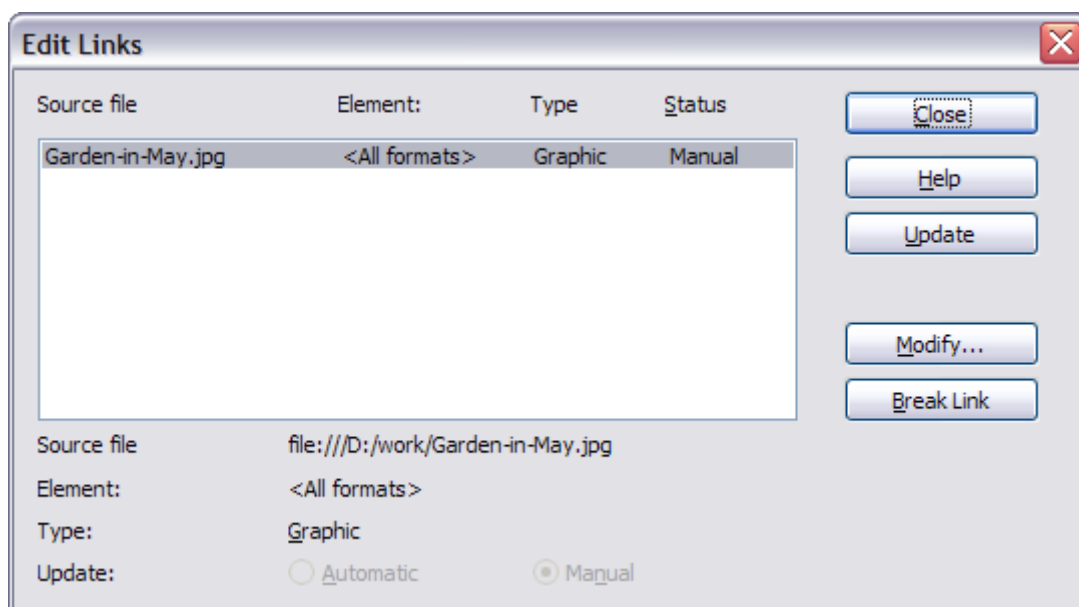 Edit Links
Source file Element: Type Status
Close
Garden-in-May.jpg <All formats> Graphic Manual
Help
Update
Modify...
Break Link
Source file file:///D:/work/Garden-in-May.jpg
Element: <All formats>
Type: Graphic
Update: Automatic Manual